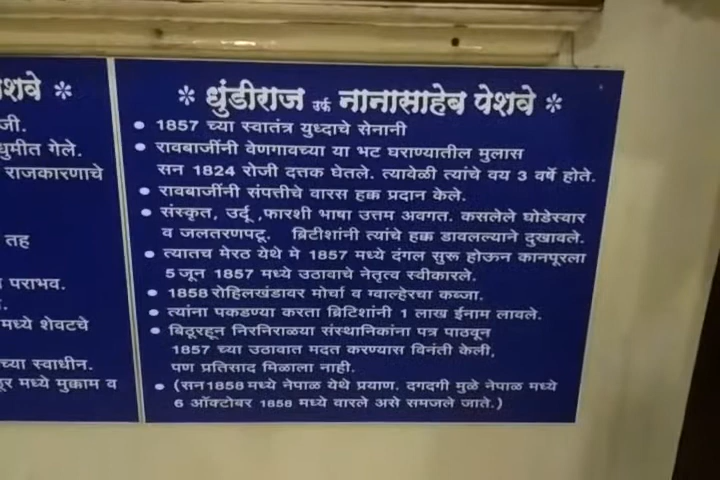 शवे *
जी.
धुमीत गेले.
राजकारणाचे
तह
पराभव.
मध्ये शेवटचे
च्या स्वाधीन.
मध्ये मुक्काम व
* धुंडीराज उर्फ नानासाहेब पेशवे *
• 1857 च्या स्वातंत्र युध्दाचे सेनानी
• रावबाजींनी वेणगावच्या या भट घराण्यातील मुलास
सन 1824 रोजी दत्तक घेतले. त्यावेळी त्यांचे वय 3 वर्षे होते.
• रावबाजींनी संपत्तीचे वारस हक्क प्रदान केले.
• संस्कृत, उर्दू ,फारशी भाषा उत्तम अवगत. कसलेले घोडेस्वार
व जलतरणपटू. ब्रिटीशांनी त्यांचे हक्क डावलल्याने दुखावले.
• त्यातच मेरठ येथे मे 1857 मध्ये दंगल सुरू होऊन कानपूरला
5 जून 1857 मध्ये उठावाचे नेतृत्व स्वीकारले.
• 1858 रोहिलखंडावर मोर्चा व ग्वाल्हेरचा कब्जा.
• त्यांना पकडण्या करता ब्रिटिशांनी 1 लाख ईनाम लावले.
• बिठूरहून निरनिराळ्या संस्थानिकांना पत्र पाठवून
1857 च्या उठावात मदत करण्यास विनंती केली,
पण प्रतिसाद मिळाला नाही.
• (सन1858 मध्ये नेपाळ येथे प्रयाण. दगदगी मुळे नेपाळ मध्ये
6 ऑक्टोबर 1858 मध्ये वारले असे समजले जाते.)